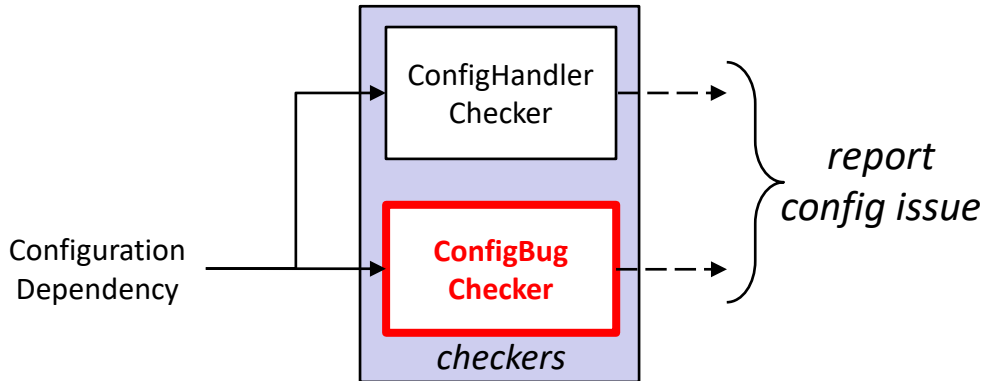 ConfigHandler
Checker
report
config issue
Configuration
Dependency
ConfigBug
Checker
checkers